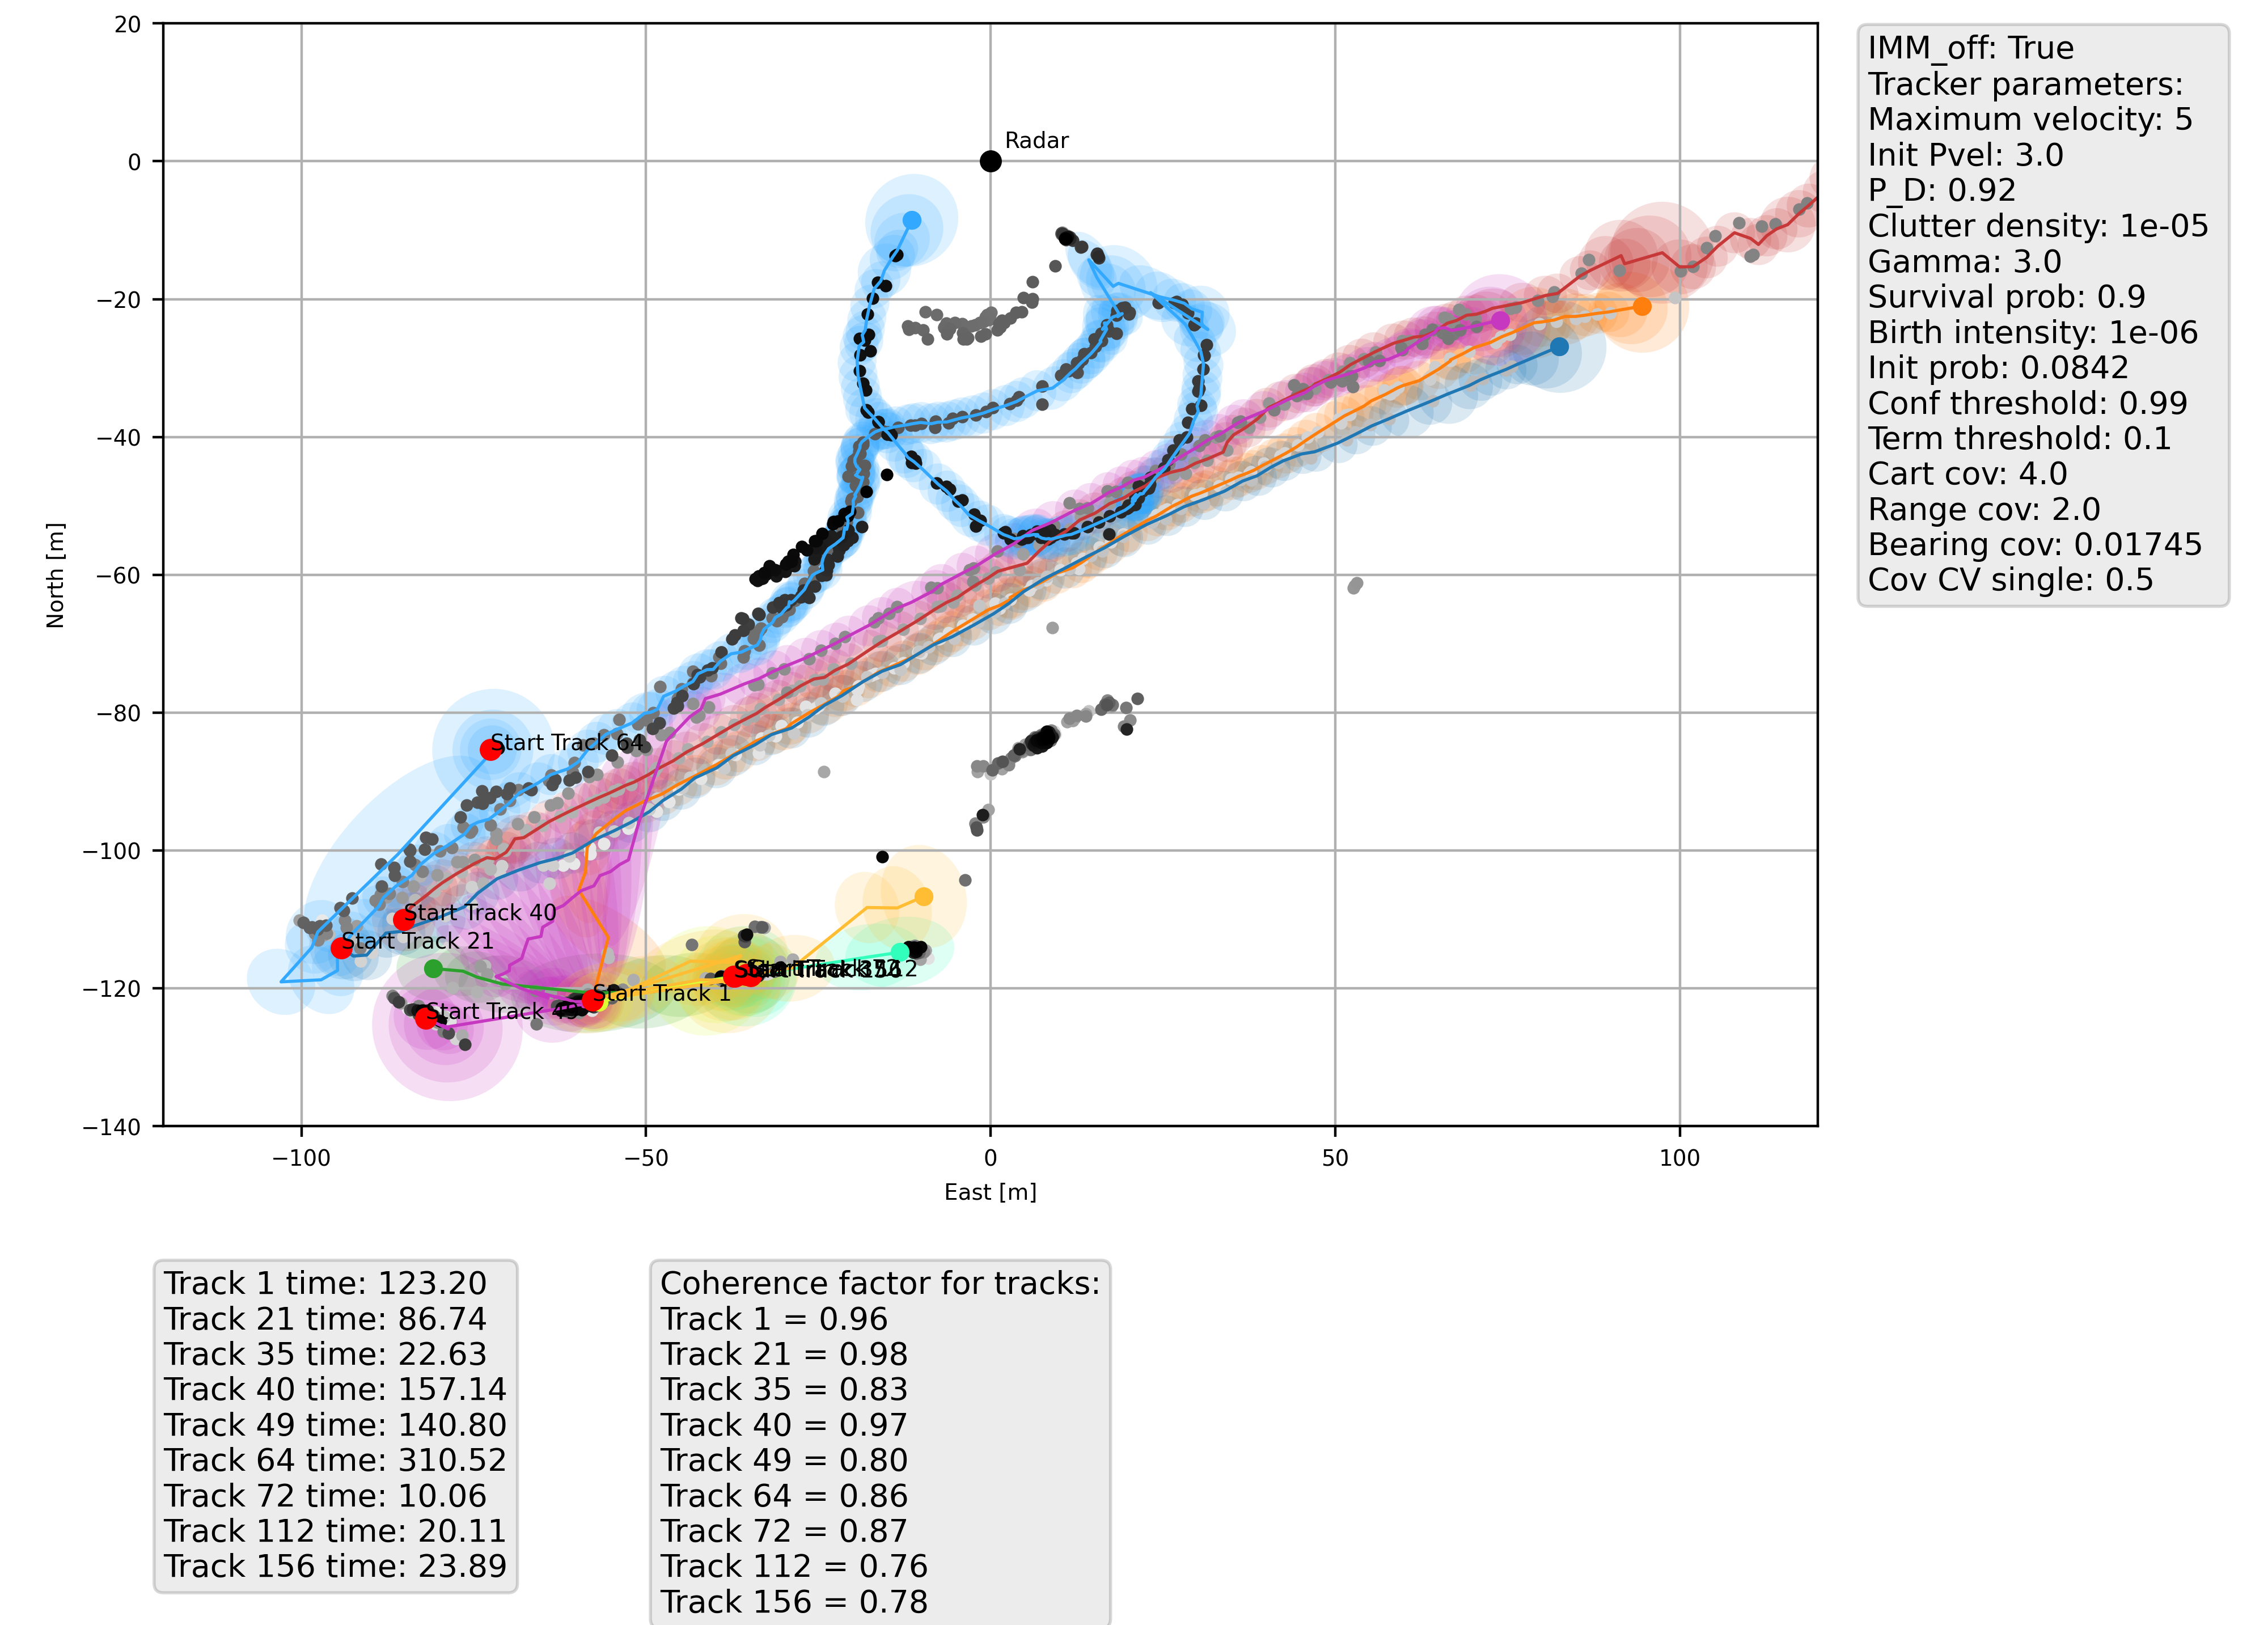 20
0
−20
−40
−60
−80
−100
−120
−140
North [m]
−100
−50
0
50
100
East [m]
Radar
Start Track 64
Start Track 40
Start Track 21
Start Track 1
Start Track 49
IMM_off: True
Tracker parameters:
Maximum velocity: 5
Init Pvel: 3.0
P_D: 0.92
Clutter density: 1e-05
Gamma: 3.0
Survival prob: 0.9
Birth intensity: 1e-06
Init prob: 0.0842
Conf threshold: 0.99
Term threshold: 0.1
Cart cov: 4.0
Range cov: 2.0
Bearing cov: 0.01745
Cov CV single: 0.5
Track 1 time: 123.20
Track 21 time: 86.74
Track 35 time: 22.63
Track 40 time: 157.14
Track 49 time: 140.80
Track 64 time: 310.52
Track 72 time: 10.06
Track 112 time: 20.11
Track 156 time: 23.89
Coherence factor for tracks:
Track 1 = 0.96
Track 21 = 0.98
Track 35 = 0.83
Track 40 = 0.97
Track 49 = 0.80
Track 64 = 0.86
Track 72 = 0.87
Track 112 = 0.76
Track 156 = 0.78